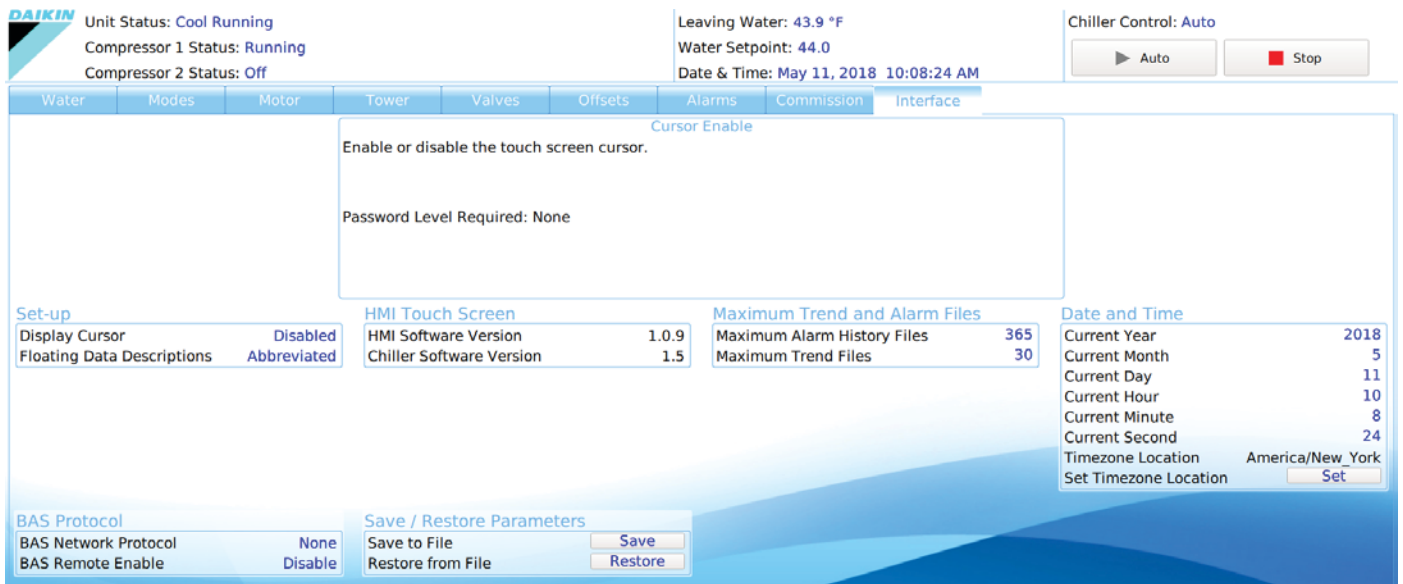 DAIKIN
Unit Status: Cool Running
Compressor 1 Status: Running
Compressor 2 Status: Off
Leaving Water: 43.9 °F
Water Setpoint: 44.0
Date & Time: May 11, 2018 10:08:24 AM
Chiller Control: Auto
Auto Stop
Water Modes Motor Tower Valves Offsets Alarms Commission Interface
Cursor Enable
Enable or disable the touch screen cursor.
Password Level Required: None
Set-up
Display Cursor Disabled
Floating Data Descriptions Abbreviated
HMI Touch Screen
HMI Software Version 1.0.9
Chiller Software Version 1.5
Maximum Trend and Alarm Files
Maximum Alarm History Files 365
Maximum Trend Files 30
Date and Time
Current Year 2018
Current Month 5
Current Day 11
Current Hour 10
Current Minute 8
Current Second 24
Timezone Location America/New_York
Set Timezone Location Set
BAS Protocol
BAS Network Protocol None
BAS Remote Enable Disable
Save / Restore Parameters
Save to File Save
Restore from File Restore